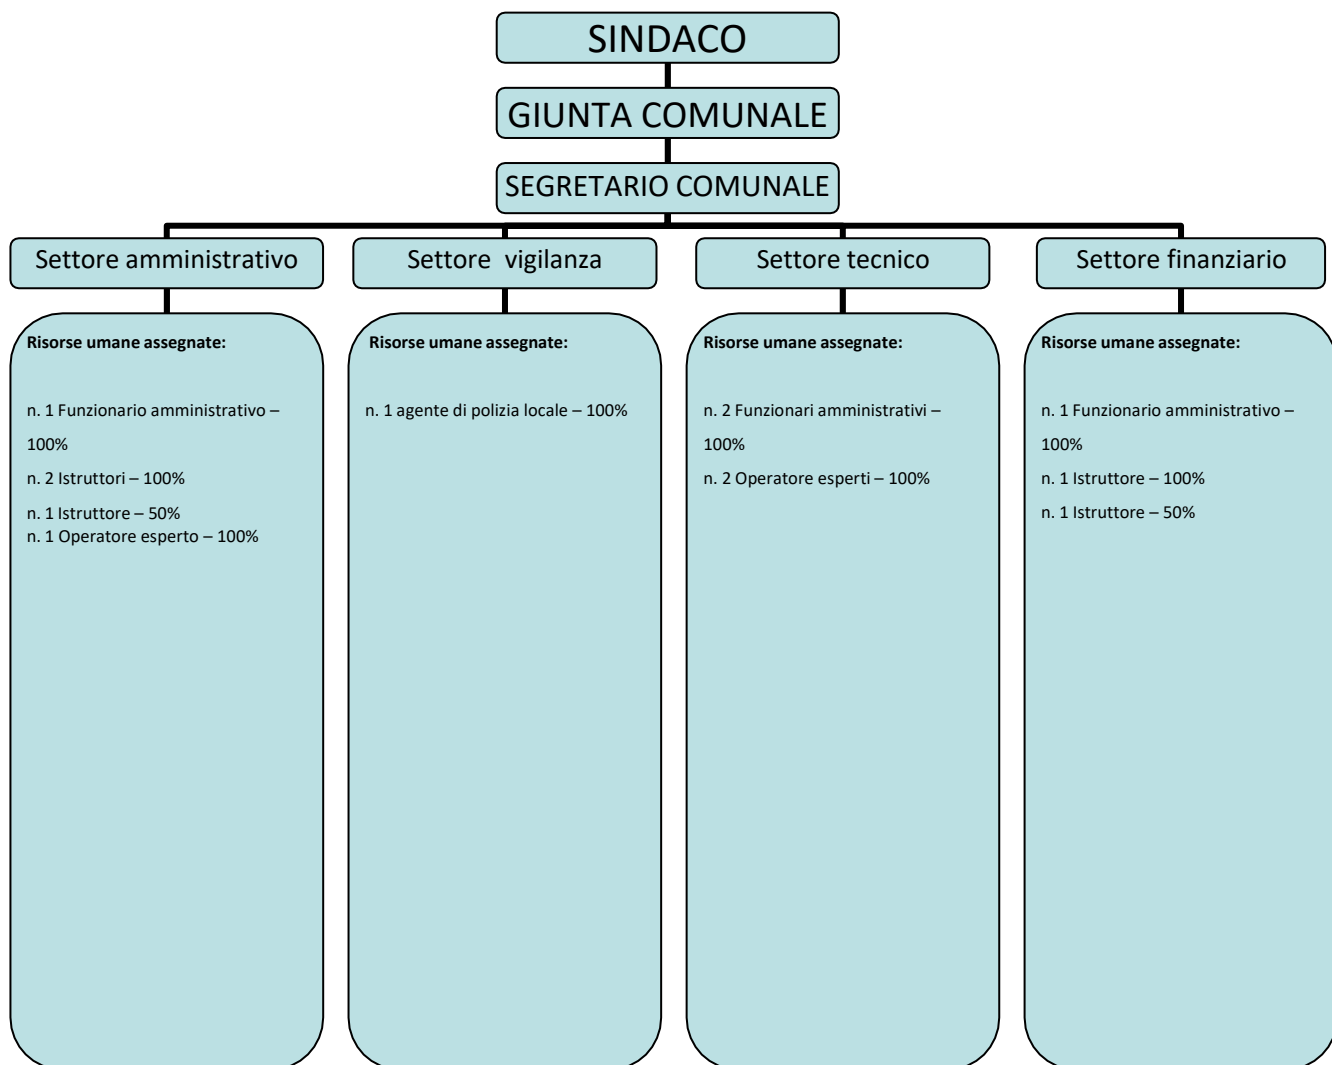 SINDACO
GIUNTA COMUNALE
SEGRETARIO COMUNALE
Settore amministrativo
Settore vigilanza
Settore tecnico
Settore finanziario
Risorse umane assegnate:
n. 1 Funzionario amministrativo –
100%
n. 2 Istruttori – 100%
n. 1 Istruttore – 50%
n. 1 Operatore esperto – 100%
Risorse umane assegnate:
n. 1 agente di polizia locale – 100%
Risorse umane assegnate:
n. 2 Funzionari amministrativi –
100%
n. 2 Operatore esperti – 100%
Risorse umane assegnate:
n. 1 Funzionario amministrativo –
100%
n. 1 Istruttore – 100%
n. 1 Istruttore – 50%